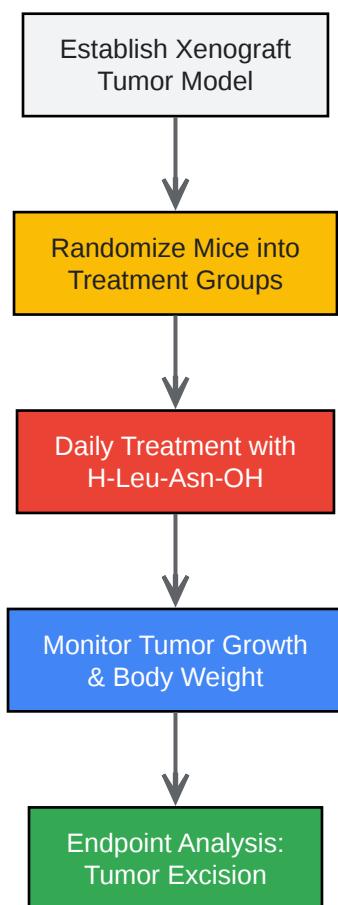 Establish Xenograft
Tumor Model
Randomize Mice into
Treatment Groups
Daily Treatment with
H-Leu-Asn-OH
Monitor Tumor Growth
& Body Weight
Endpoint Analysis:
Tumor Excision